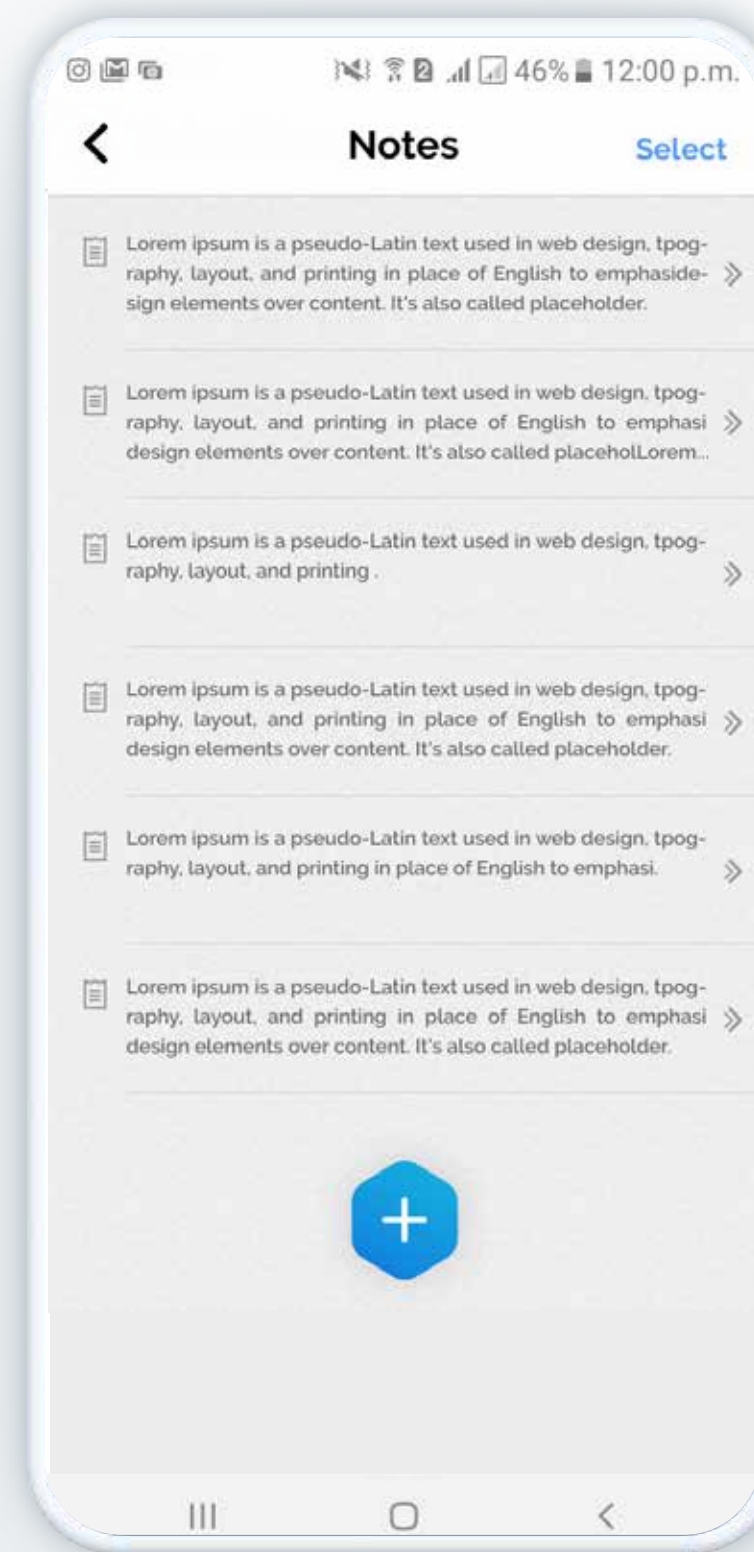 46% 12:00 p.m.
Notes
Select
Lorem ipsum is a pseudo-Latin text used in web design, tpog-
raphy, layout, and printing in place of English to emphaside-
sign elements over content. It's also called placeholder.
Lorem ipsum is a pseudo-Latin text used in web design, tpog-
raphy, layout, and printing in place of English to emphasi
design elements over content. It's also called placeholLorem...
Lorem ipsum is a pseudo-Latin text used in web design, tpog-
raphy, layout, and printing .
Lorem ipsum is a pseudo-Latin text used in web design, tpog-
raphy, layout, and printing in place of English to emphasi
design elements over content. It's also called placeholder.
Lorem ipsum is a pseudo-Latin text used in web design, tpog-
raphy, layout, and printing in place of English to emphasi.
Lorem ipsum is a pseudo-Latin text used in web design, tpog-
raphy, layout, and printing in place of English to emphasi
design elements over content. It's also called placeholder.